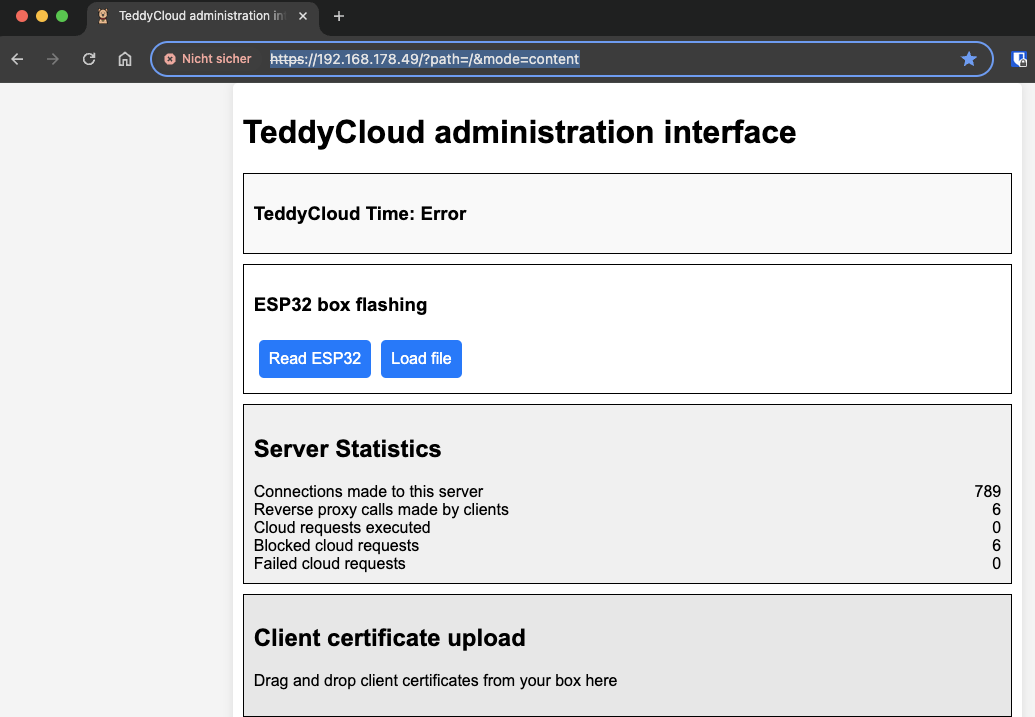 TeddyCloud administration in
Nicht sicher https://192.168.178.49/?path=/&mode=content
TeddyCloud administration interface
TeddyCloud Time: Error
ESP32 box flashing
Read ESP32 Load file
Server Statistics
Connections made to this server 789
Reverse proxy calls made by clients 6
Cloud requests executed 0
Blocked cloud requests 6
Failed cloud requests 0
Client certificate upload
Drag and drop client certificates from your box here